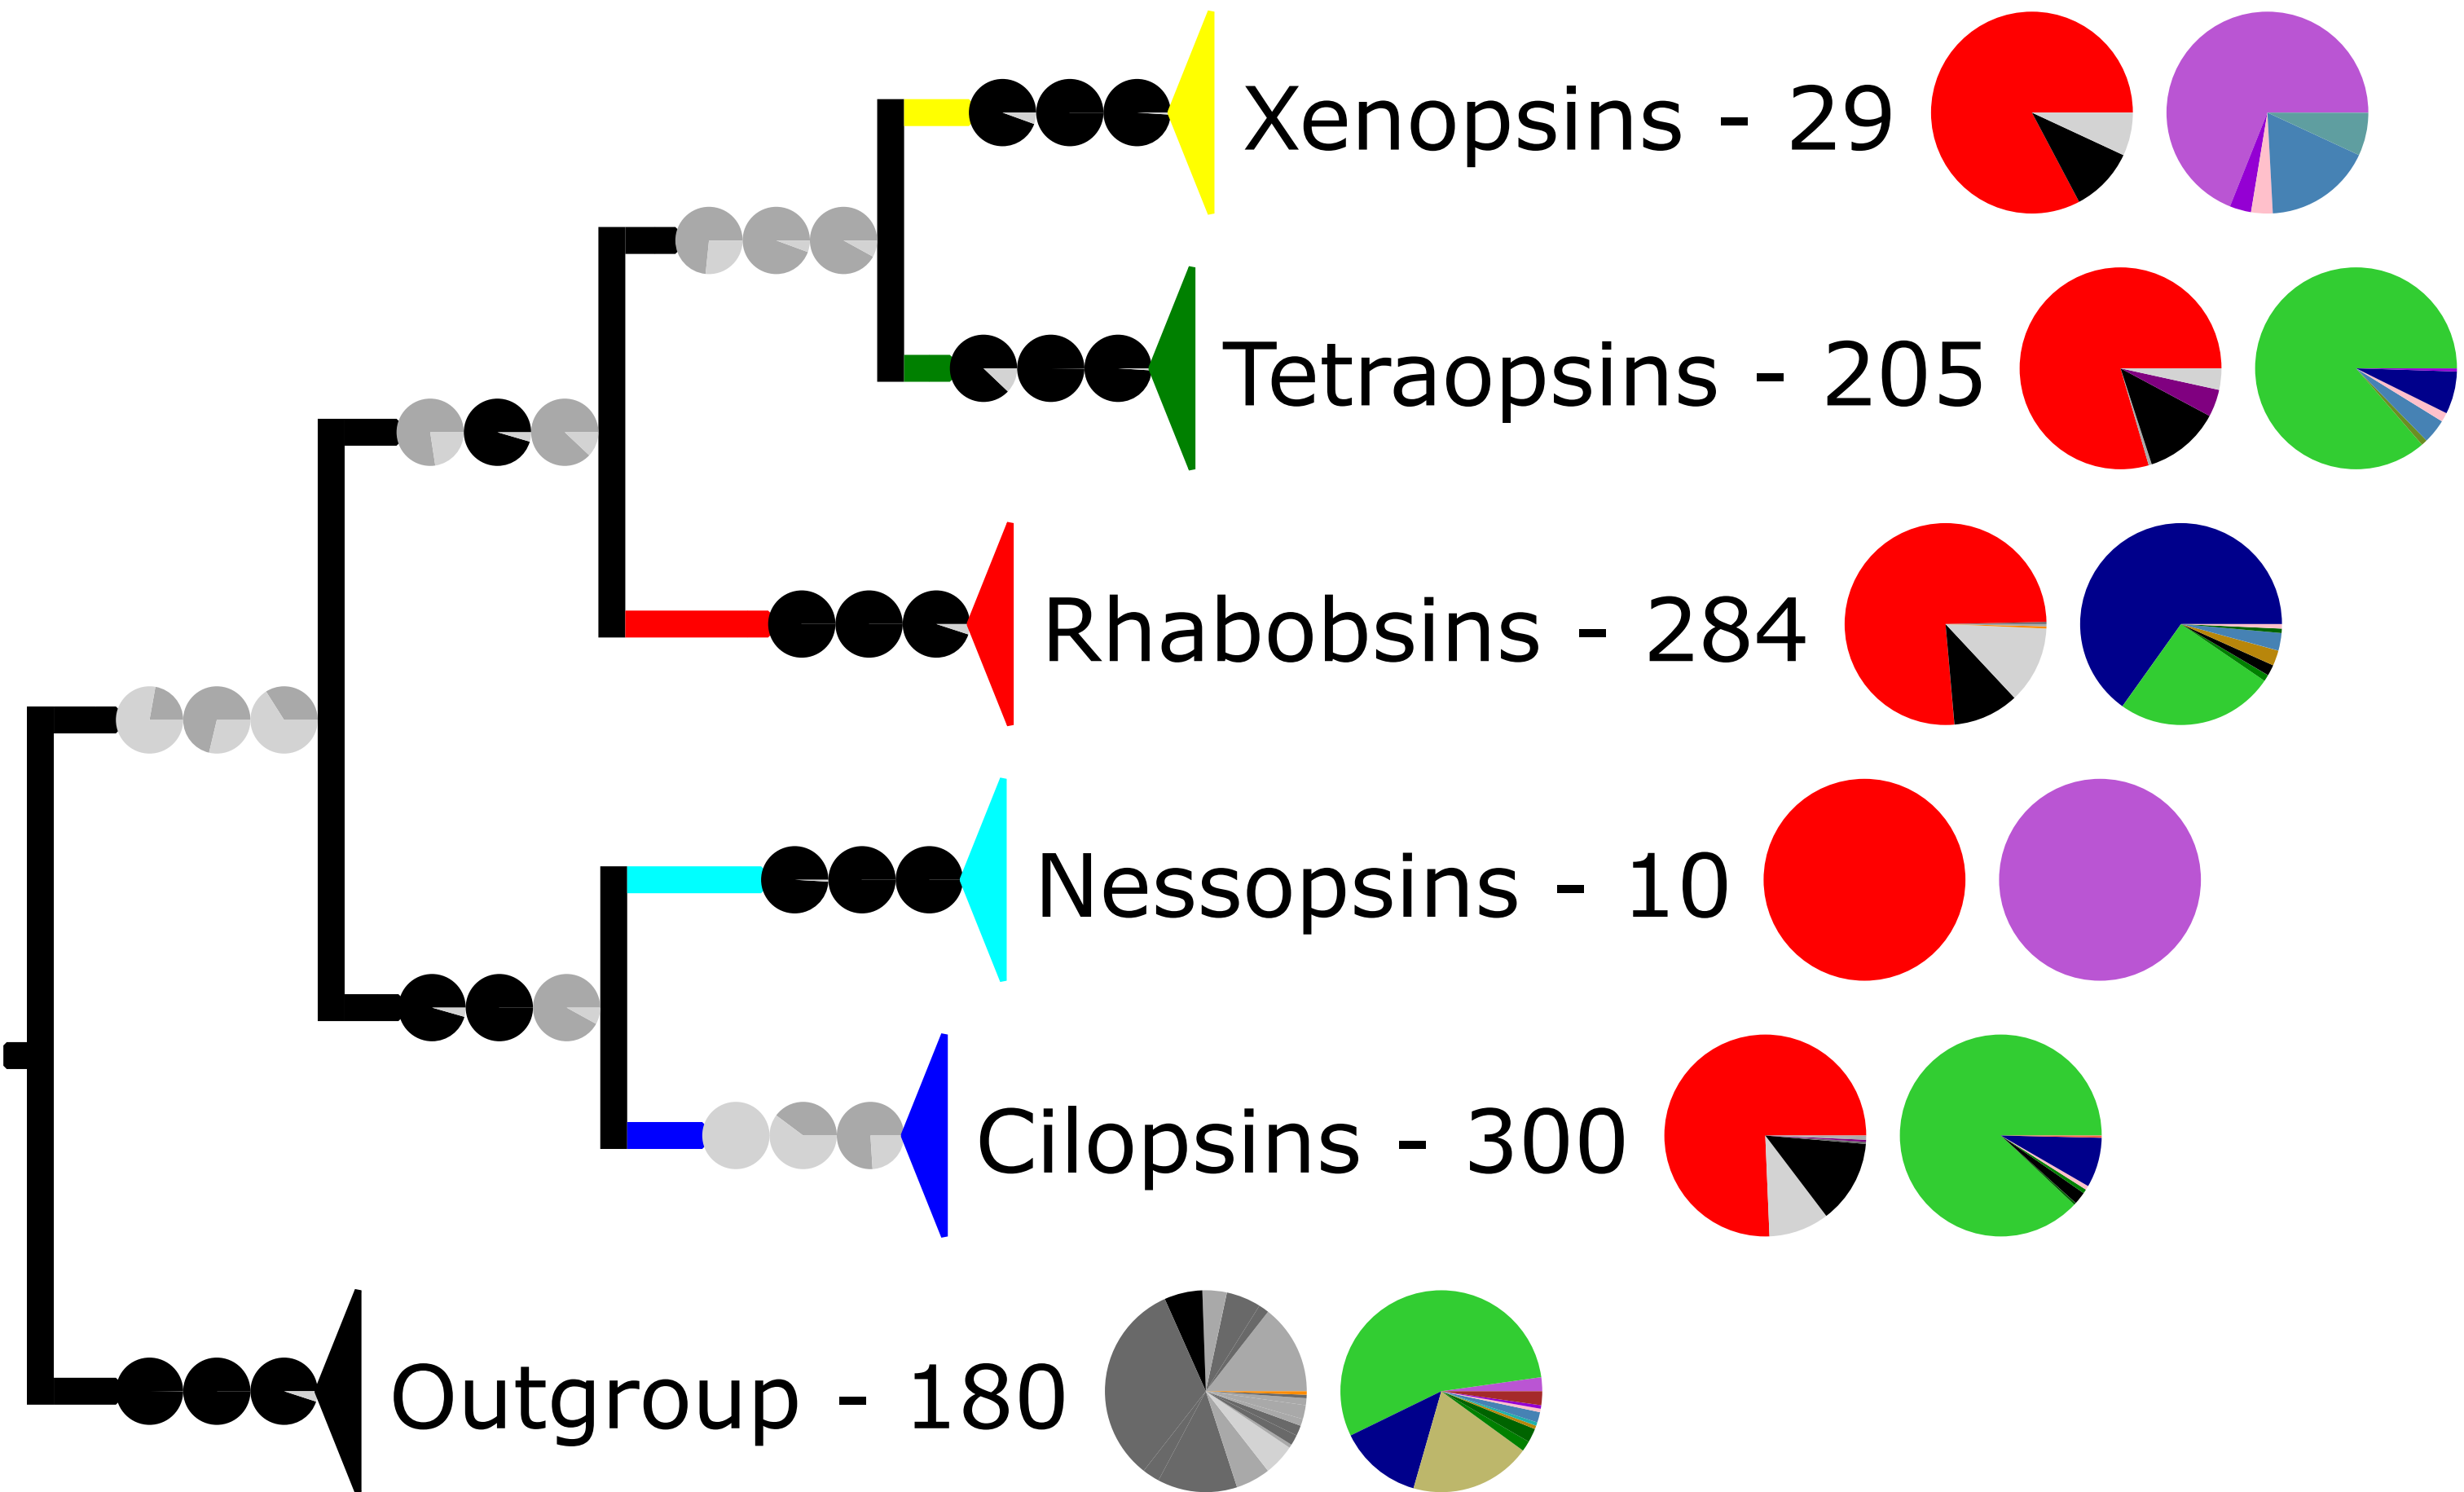 Xenopsins - 29
Tetraopsins - 205
Rhabobsins - 284
Nessopsins - 10
Cilopsins - 300
Outgroup - 180